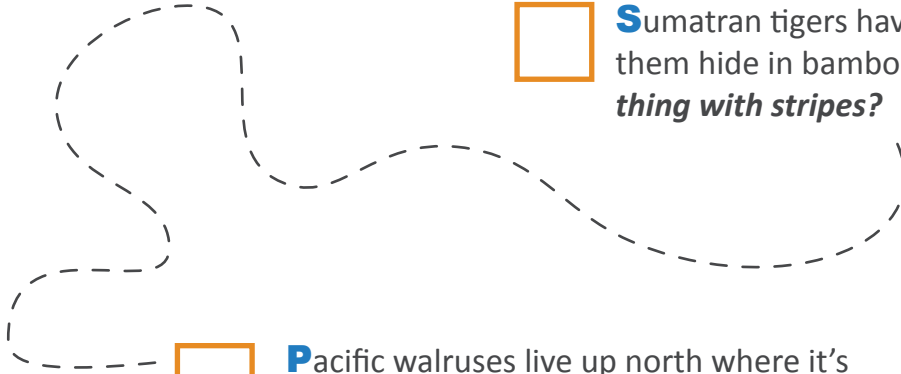 Sumatran tigers hav
them hide in bambo
thing with stripes?
Pacific walruses live up north where it's